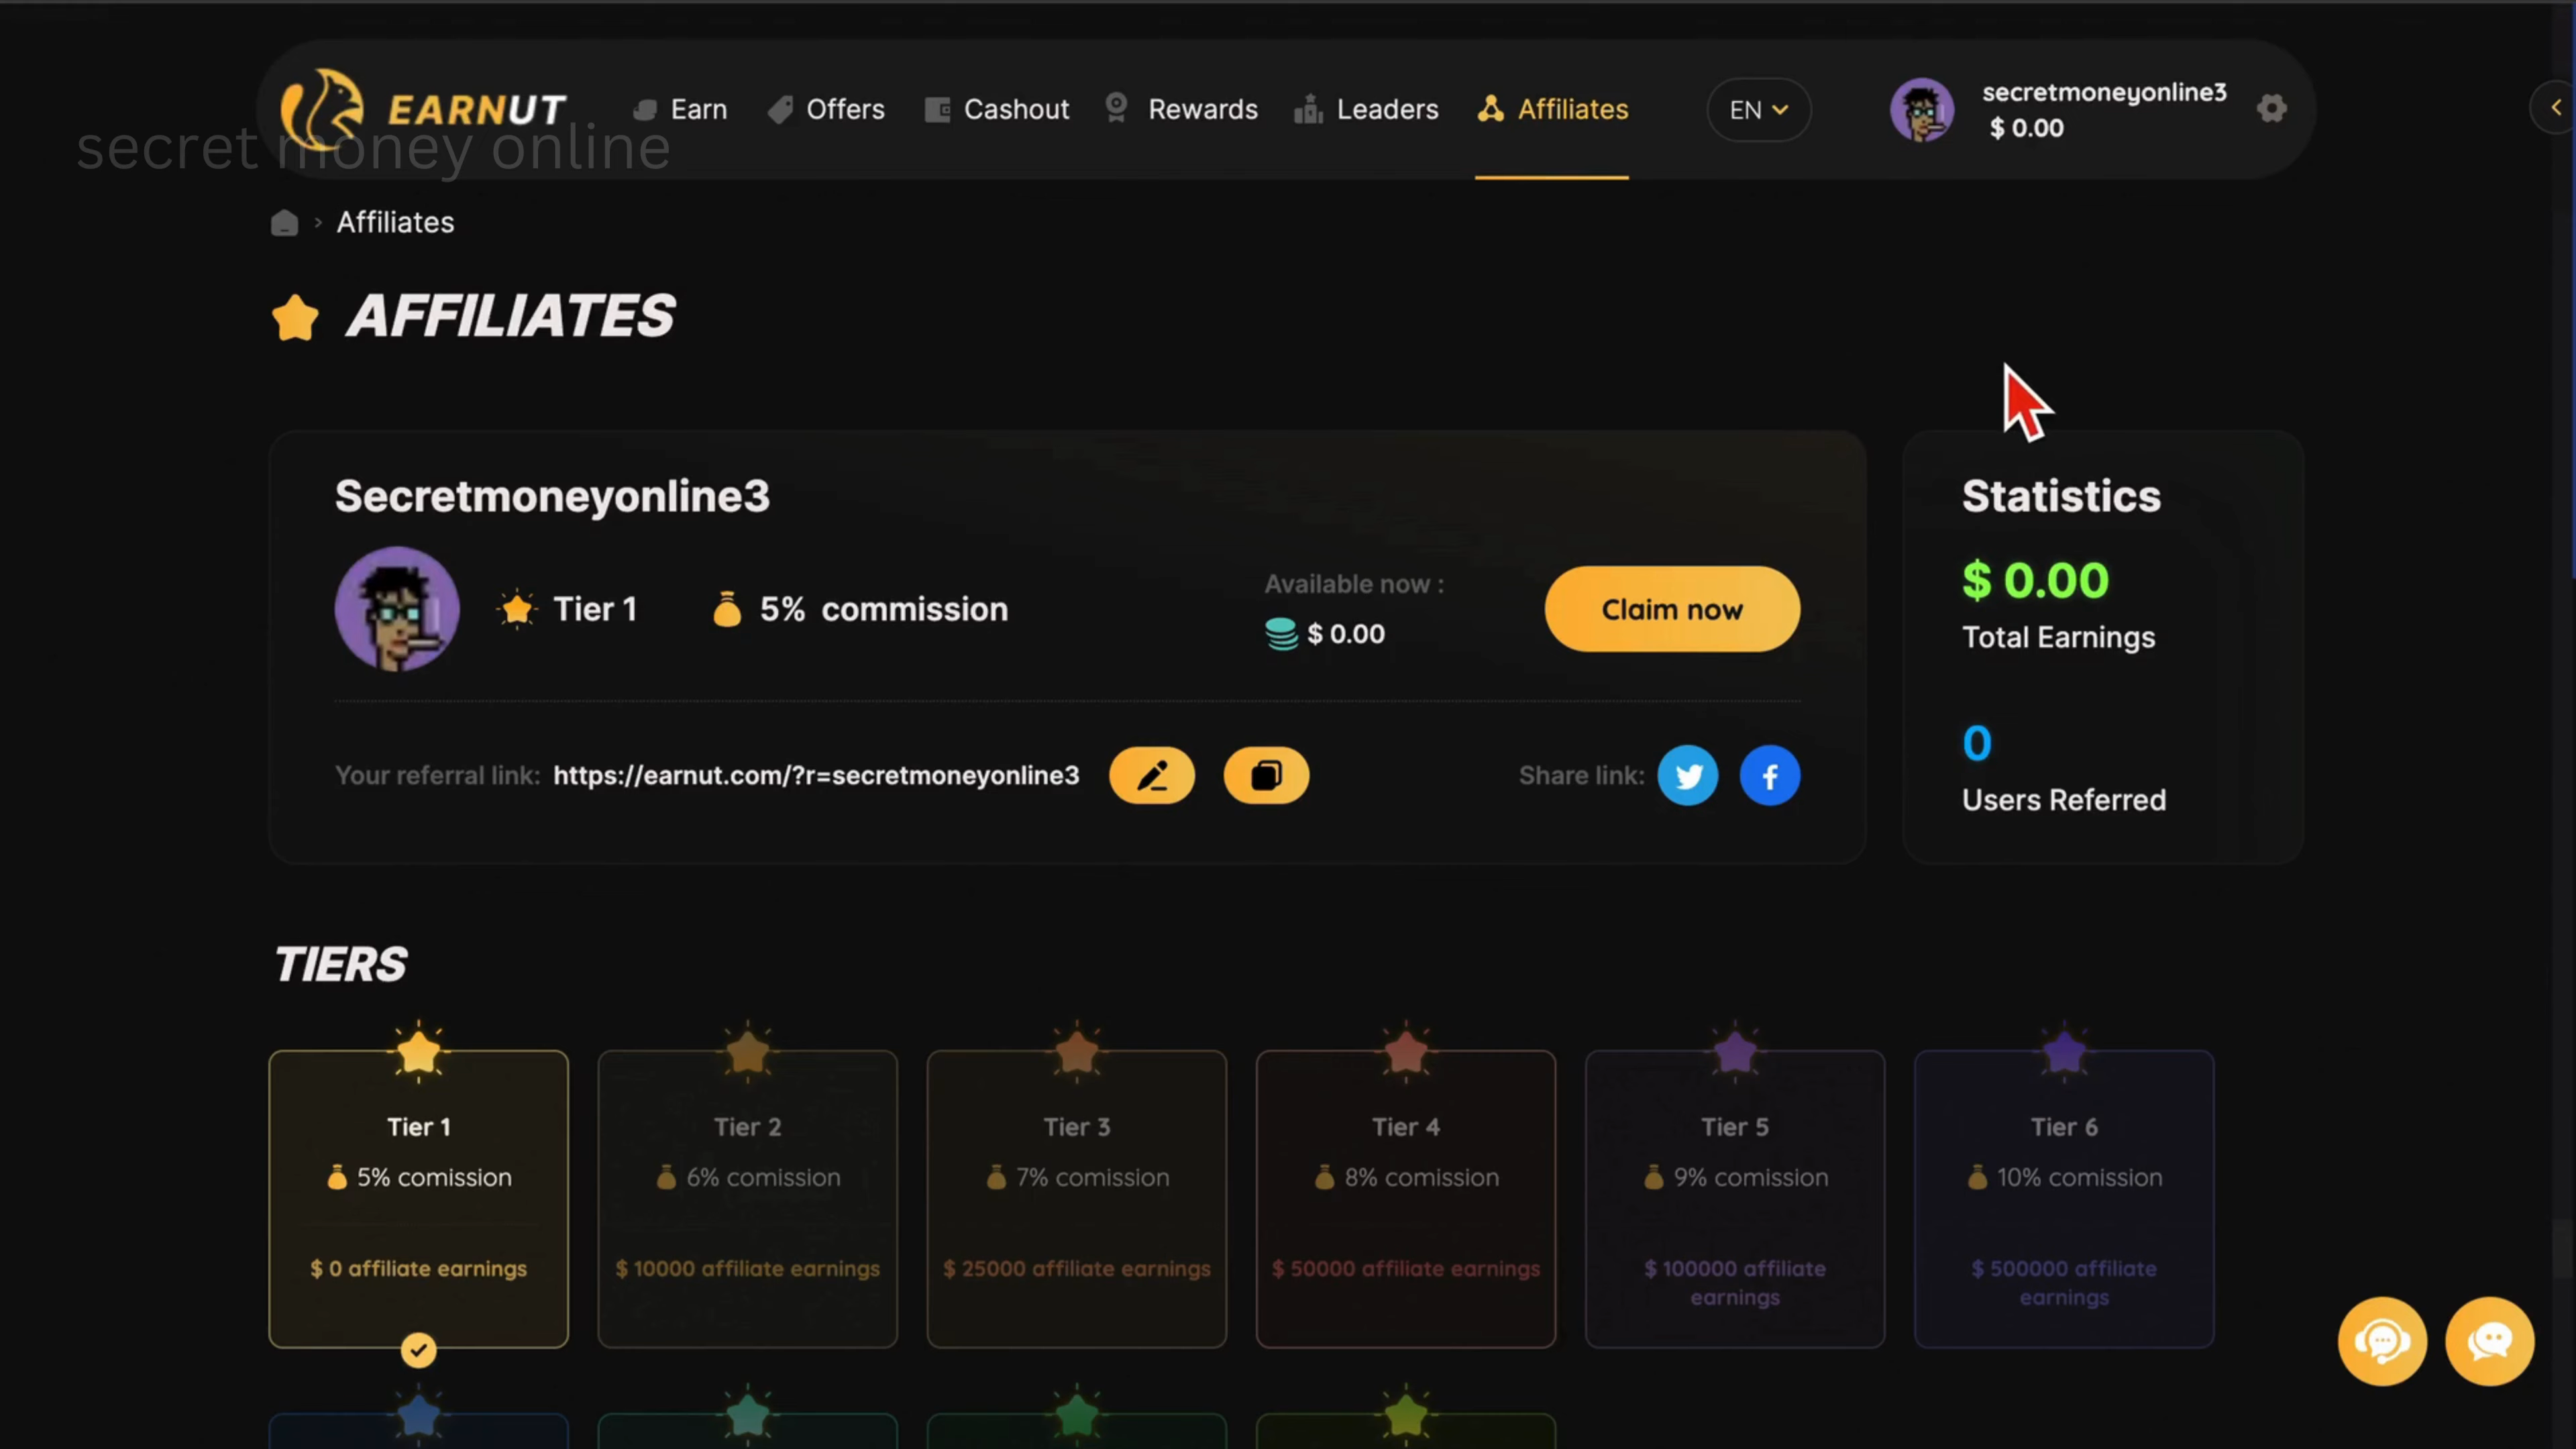 EARNUT
Earn
Offers
Cashout
Rewards
Leaders
Affiliates
EN
secretmoneyonline3
$ 0.00
secret money online
Affiliates
AFFILIATES
Secretmoneyonline3
Tier 1
5% commission
Available now :
$ 0.00
Claim now
Your referral link: https://earnut.com/?r=secretmoneyonline3
Share link:
Statistics
$ 0.00
Total Earnings
0
Users Referred
TIERS
Tier 1
5% comission
$ 0 affiliate earnings
Tier 2
6% comission
$ 10000 affiliate earnings
Tier 3
7% comission
$ 25000 affiliate earnings
Tier 4
8% comission
$ 50000 affiliate earnings
Tier 5
9% comission
$ 100000 affiliate
earnings
Tier 6
10% comission
$ 500000 affiliate
earnings